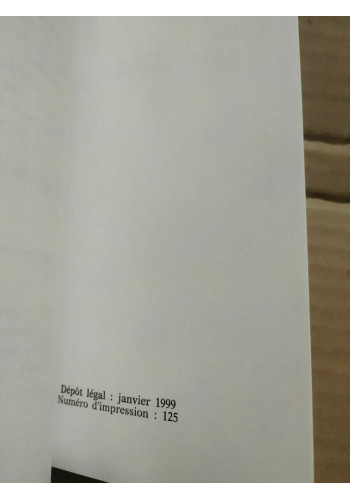 Dépôt légal : janvier 1999
Numéro d'impression : 125